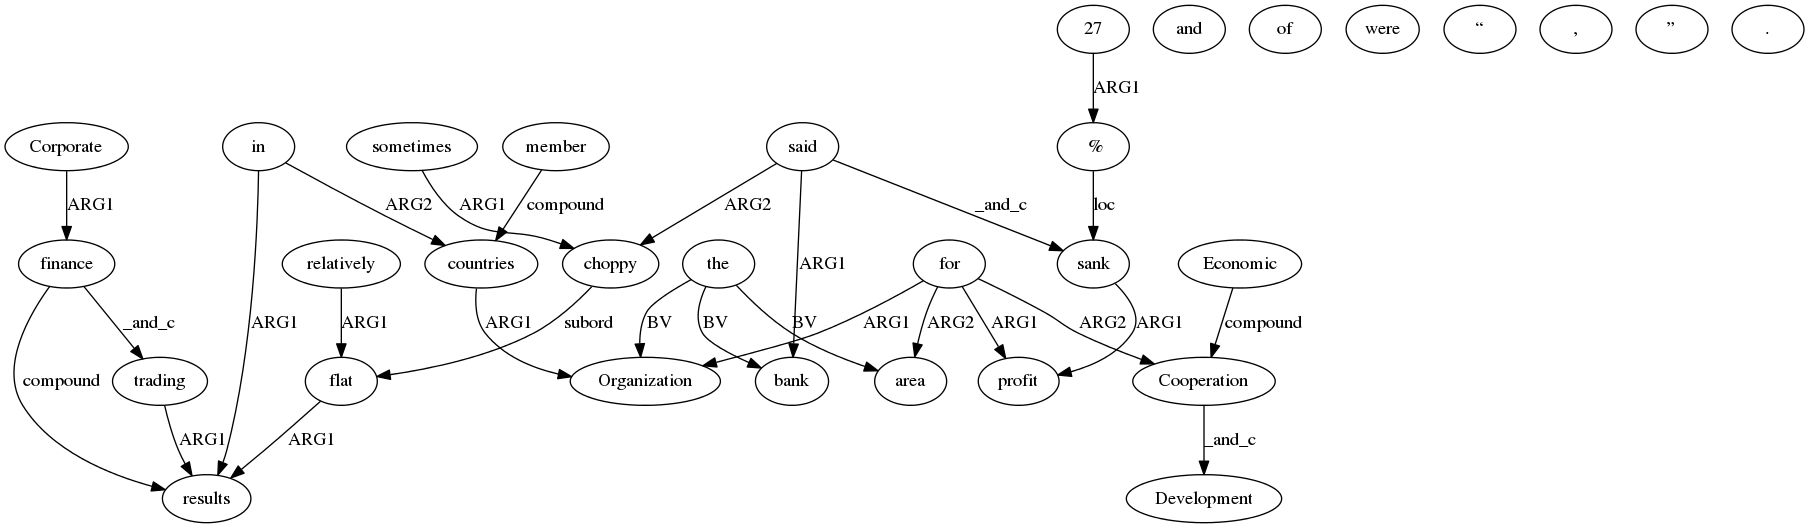 27 and of were “ , ” .
ARG1
Corporate in sometimes member said %
ARG1 ARG2 ARG1 compound ARG2 _and_c loc
finance relatively countries choppy the for sank Economic
compound _and_c ARG1 ARG1 ARG1 subord BV BV ARG1 BV ARG1 ARG2 ARG1 ARG2 ARG1 compound
trading flat Organization bank area profit Cooperation
ARG1 ARG1 _and_c
results Development